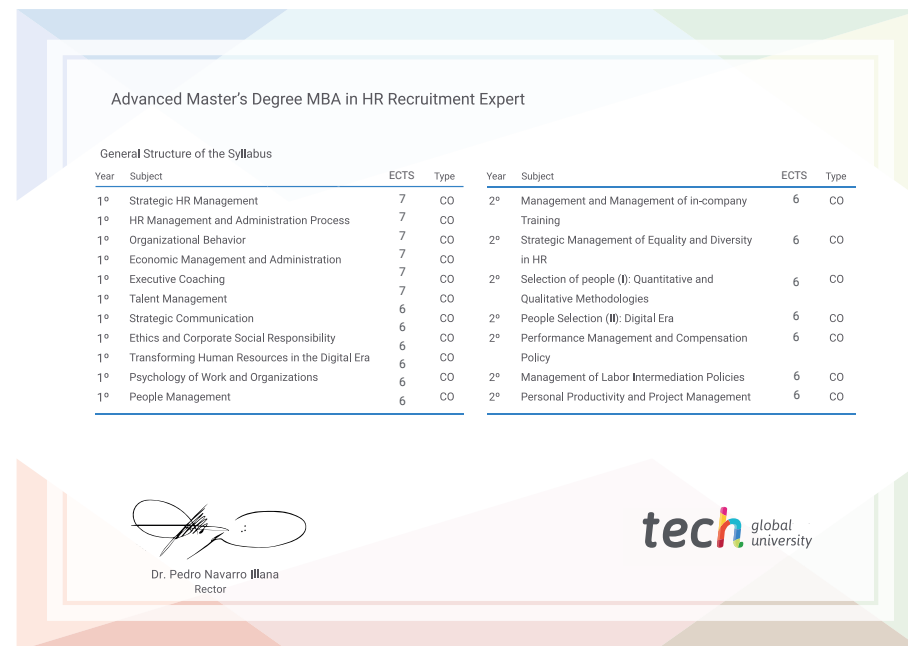 Advanced Master's Degree MBA in HR Recruitment Expert
General Structure of the Syllabus
Year Subject ECTS Type
1º Strategic HR Management 7 CO
1º HR Management and Administration Process 7 CO
1º Organizational Behavior 7 CO
1º Economic Management and Administration 7 CO
1º Executive Coaching 7 CO
1º Talent Management 7 CO
6
1º Strategic Communication 6 CO
1º Ethics and Corporate Social Responsibility 6 CO
1º Transforming Human Resources in the Digital Era 6 CO
1º Psychology of Work and Organizations 6 CO
1º People Management 6 CO
Year Subject ECTS Type
2º Management and Management of in-company 6 CO
Training
2º Strategic Management of Equality and Diversity 6 CO
in HR
2º Selection of people (I): Quantitative and 6 CO
Qualitative Methodologies
2º People Selection (II): Digital Era 6 CO
2º Performance Management and Compensation 6 CO
Policy
2º Management of Labor Intermediation Policies 6 CO
2º Personal Productivity and Project Management 6 CO
Dr. Pedro Navarro Illana
Rector
tech global
university